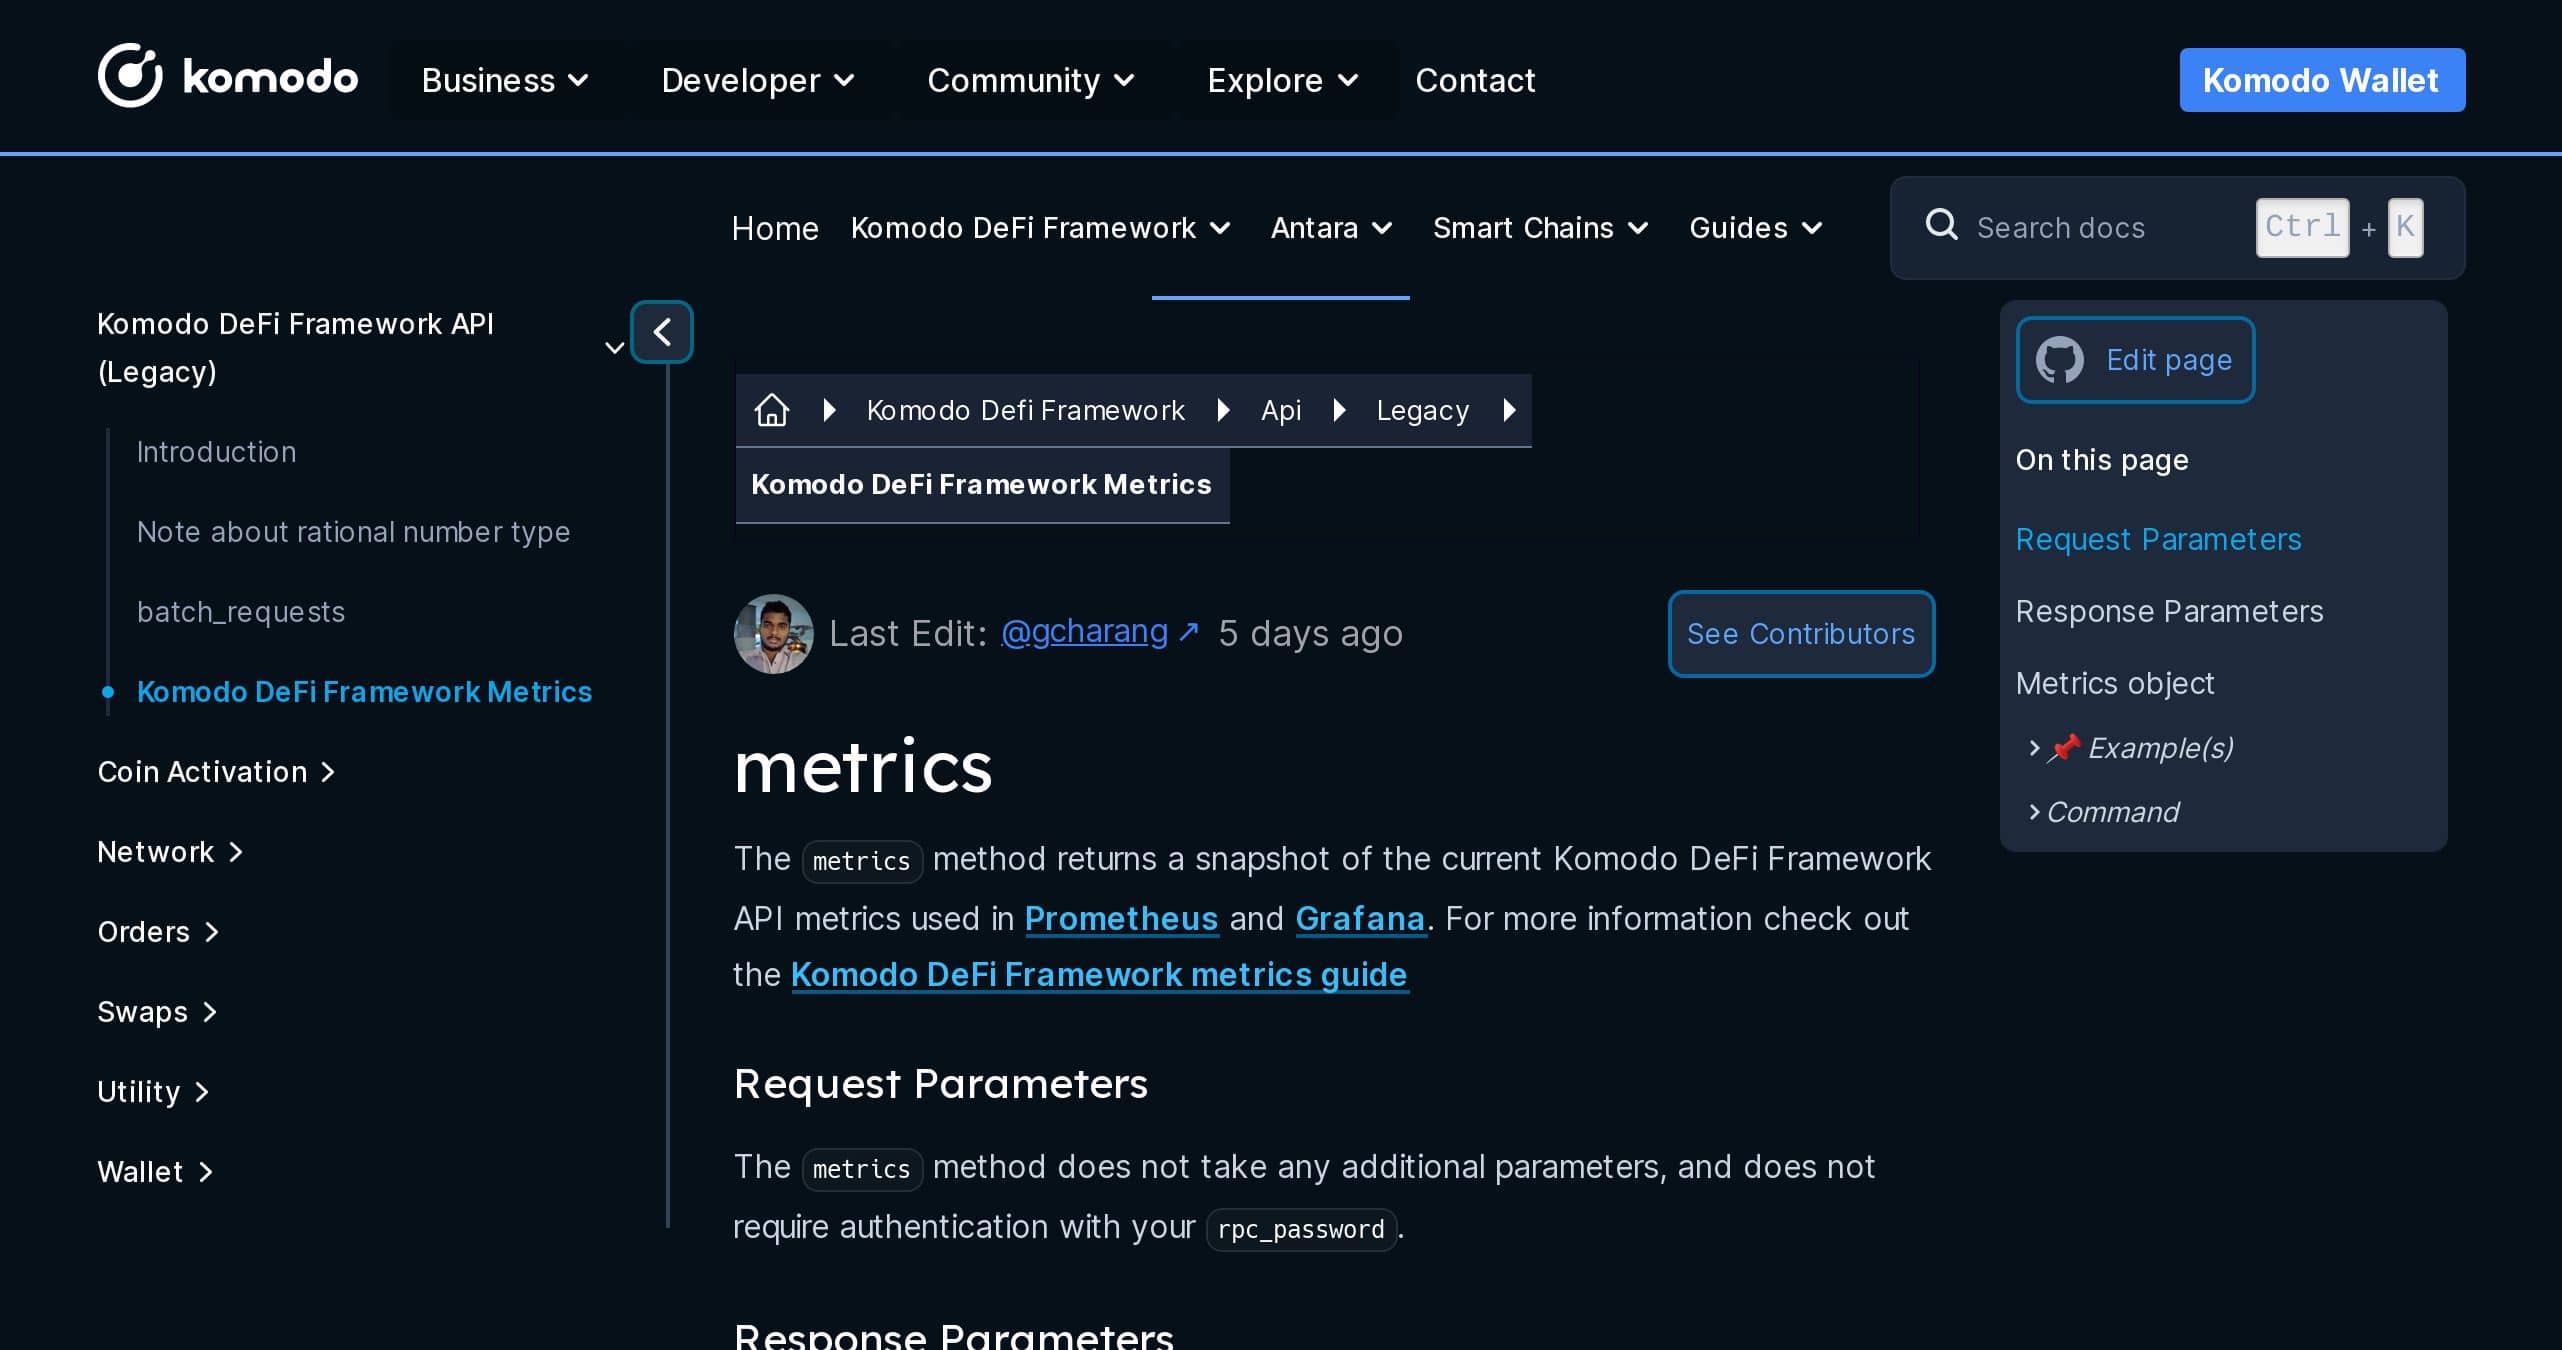 komodo Business Developer Community Explore Contact Komodo Wallet
Home Komodo DeFi Framework Antara Smart Chains Guides Search docs Ctrl + K
Komodo DeFi Framework API
(Legacy)
Introduction
Note about rational number type
batch_requests
Komodo DeFi Framework Metrics
Coin Activation
Network
Orders
Swaps
Utility
Wallet
Komodo Defi Framework Api Legacy
Komodo DeFi Framework Metrics
Last Edit: @gcharang ↗ 5 days ago See Contributors
metrics
The metrics method returns a snapshot of the current Komodo DeFi Framework
API metrics used in Prometheus and Grafana. For more information check out
the Komodo DeFi Framework metrics guide
Request Parameters
The metrics method does not take any additional parameters, and does not
require authentication with your rpc_password.
Response Parameters
Edit page
On this page
Request Parameters
Response Parameters
Metrics object
📌 Example(s)
Command